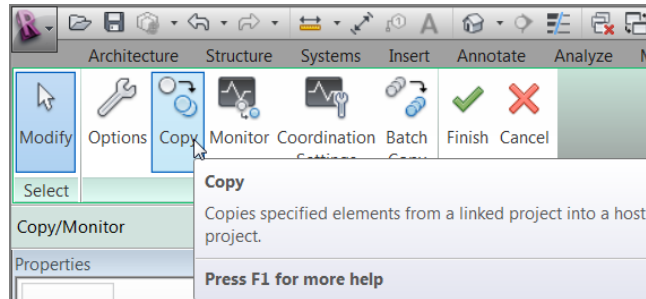 Architecture Structure Systems Insert Annotate Analyze
Modify Options Copy Monitor Coordination Batch Finish Cancel
Settings Copy
Select
Copy
Copies specified elements from a linked project into a host
project.
Copy/Monitor
Properties
Press F1 for more help